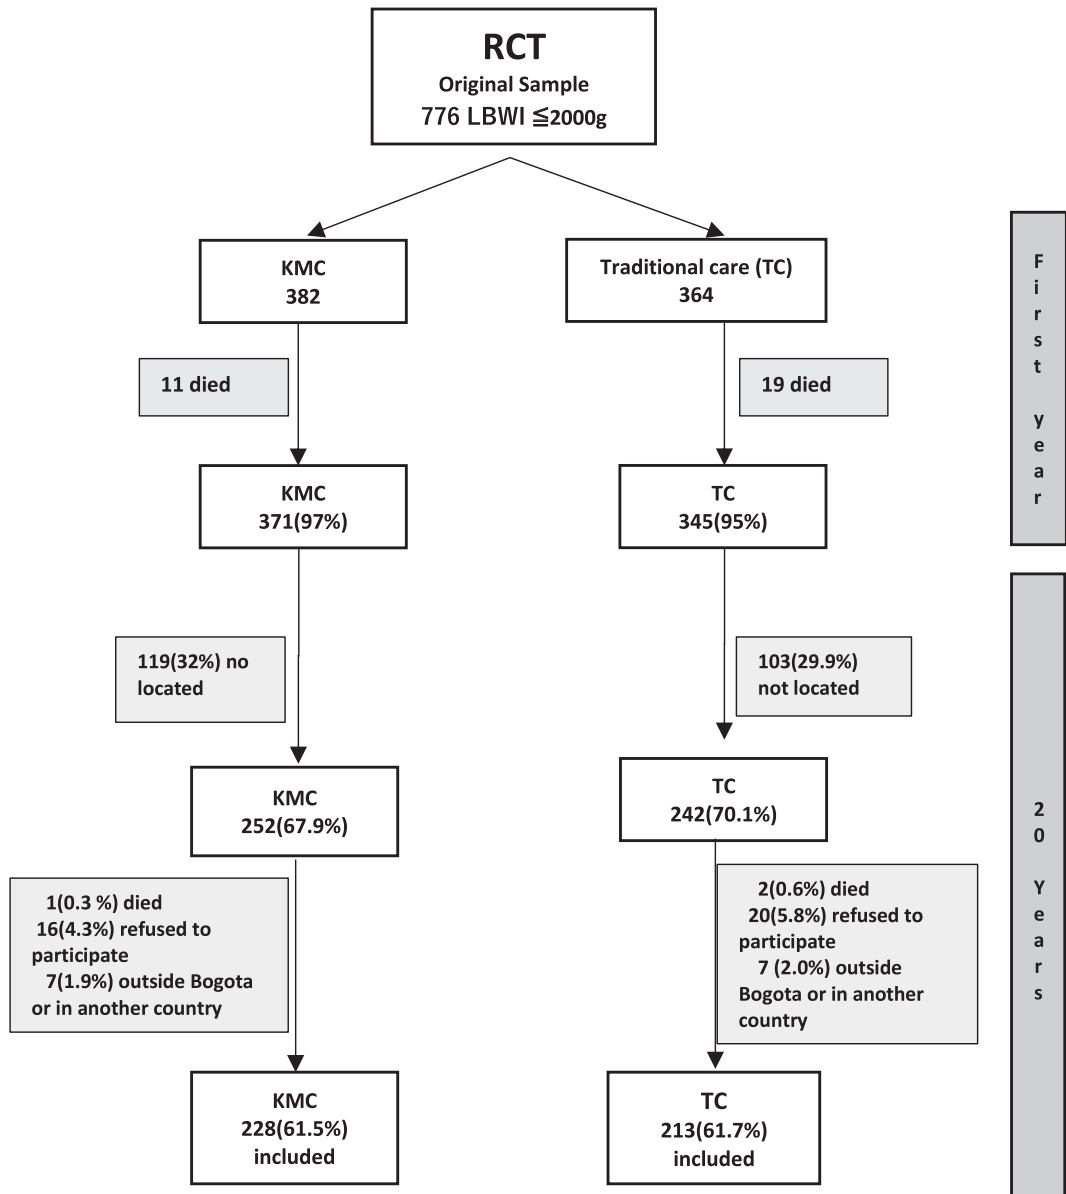 RCT
Original Sample
776 LBWI ≦2000g
KMC
382
Traditional care (TC)
364
11 died
19 died
KMC
371(97%)
TC
345(95%)
First year
119(32%) no
located
103(29.9%)
not located
KMC
252(67.9%)
TC
242(70.1%)
1(0.3 %) died
16(4.3%) refused to
participate
7(1.9%) outside Bogota
or in another country
2(0.6%) died
20(5.8%) refused to
participate
7 (2.0%) outside
Bogota or in another
country
KMC
228(61.5%)
included
TC
213(61.7%)
included
20 Years